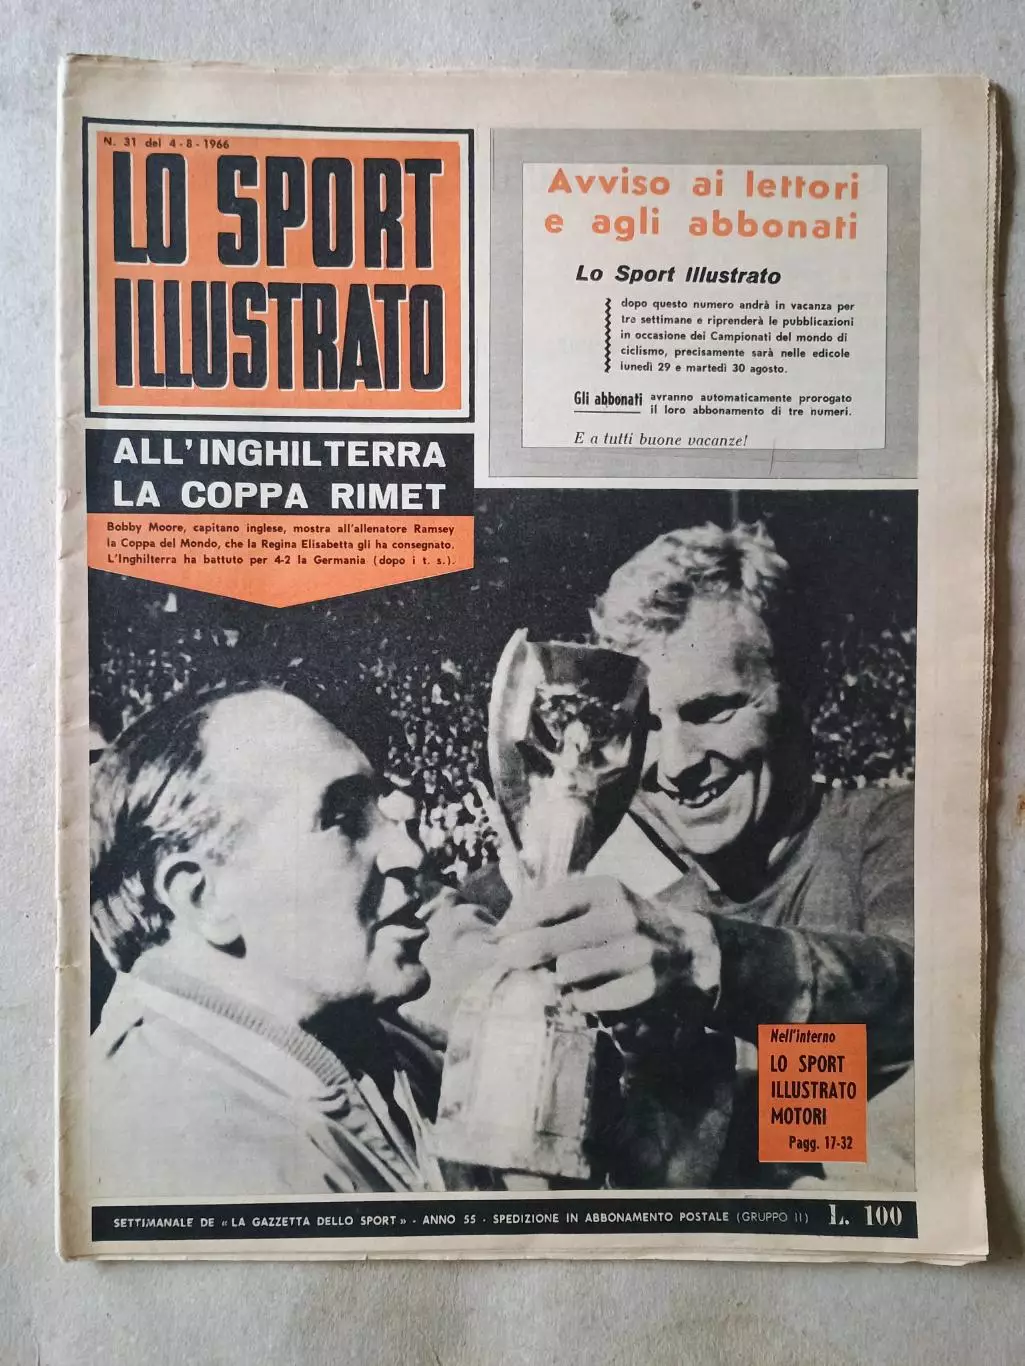 N. 31 del 4-8-1966
LO SPORT
ILLUSTRATO
Avviso ai lettori
e agli abbonati
Lo Sport Illustrato
dopo questo numero andrà in vacanza per
tre settimane e riprenderà le pubblicazioni
in occasione dei Campionati del mondo di
ciclismo, precisamente sarà nelle edicole
lunedì 29 e martedì 30 agosto.
Gli abbonati avranno automaticamente prorogato
il loro abbonamento di tre numeri.
E a tutti buone vacanze!
ALL'INGHILTERRA
LA COPPA RIMET
Bobby Moore, capitano inglese, mostra all'allenatore Ramsey
la Coppa del Mondo, che la Regina Elisabetta gli ha consegnato.
L'Inghilterra ha battuto per 4-2 la Germania (dopo i t. s.).
Nell'interno
LO SPORT
ILLUSTRATO
MOTORI
Pagg. 17-32
SETTIMANALE DE «LA GAZZETTA DELLO SPORT» - ANNO 55 - SPEDIZIONE IN ABBONAMENTO POSTALE (GRUPPO II) L. 100